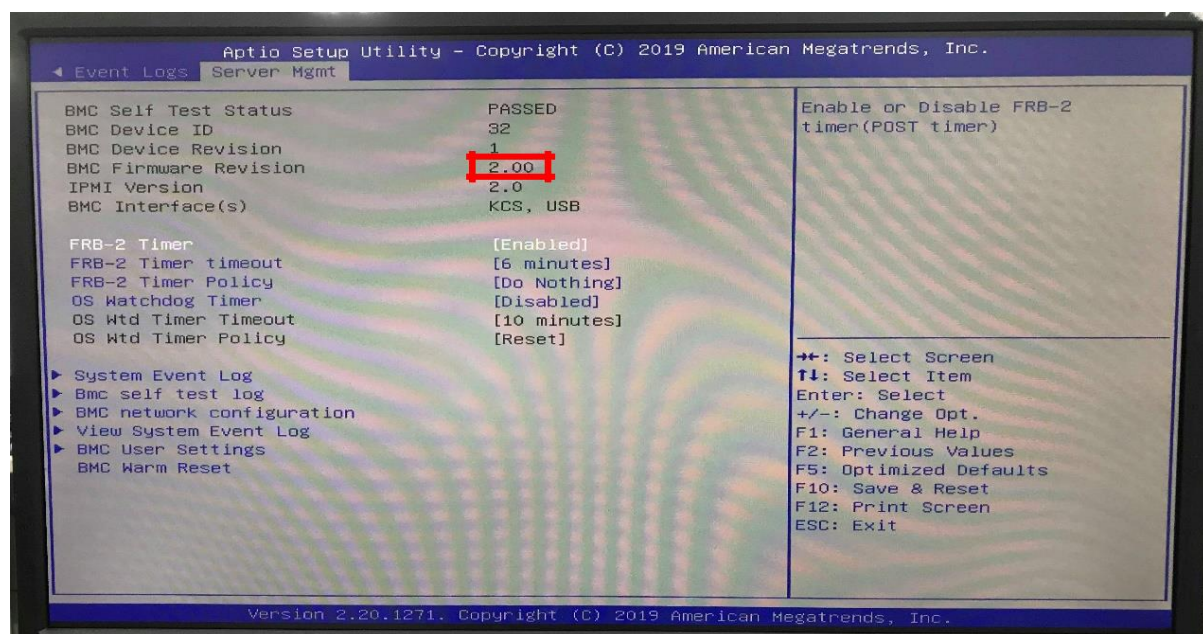 Aptio Setup Utility – Copyright (C) 2019 American Megatrends, Inc.
◄ Event Logs Server Mgmt
BMC Self Test Status PASSED
BMC Device ID 32
BMC Device Revision 1
BMC Firmware Revision 2.00
IPMI Version 2.0
BMC Interface(s) KCS, USB
FRB-2 Timer [Enabled]
FRB-2 Timer timeout [6 minutes]
FRB-2 Timer Policy [Do Nothing]
OS Watchdog Timer [Disabled]
OS Wtd Timer Timeout [10 minutes]
OS Wtd Timer Policy [Reset]
► System Event Log
► Bmc self test log
► BMC network configuration
► View System Event Log
► BMC User Settings
BMC Warm Reset
Enable or Disable FRB-2
timer(POST timer)
→←: Select Screen
↑↓: Select Item
Enter: Select
+/-: Change Opt.
F1: General Help
F2: Previous Values
F5: Optimized Defaults
F10: Save & Reset
F12: Print Screen
ESC: Exit
Version 2.20.1271. Copyright (C) 2019 American Megatrends, Inc.